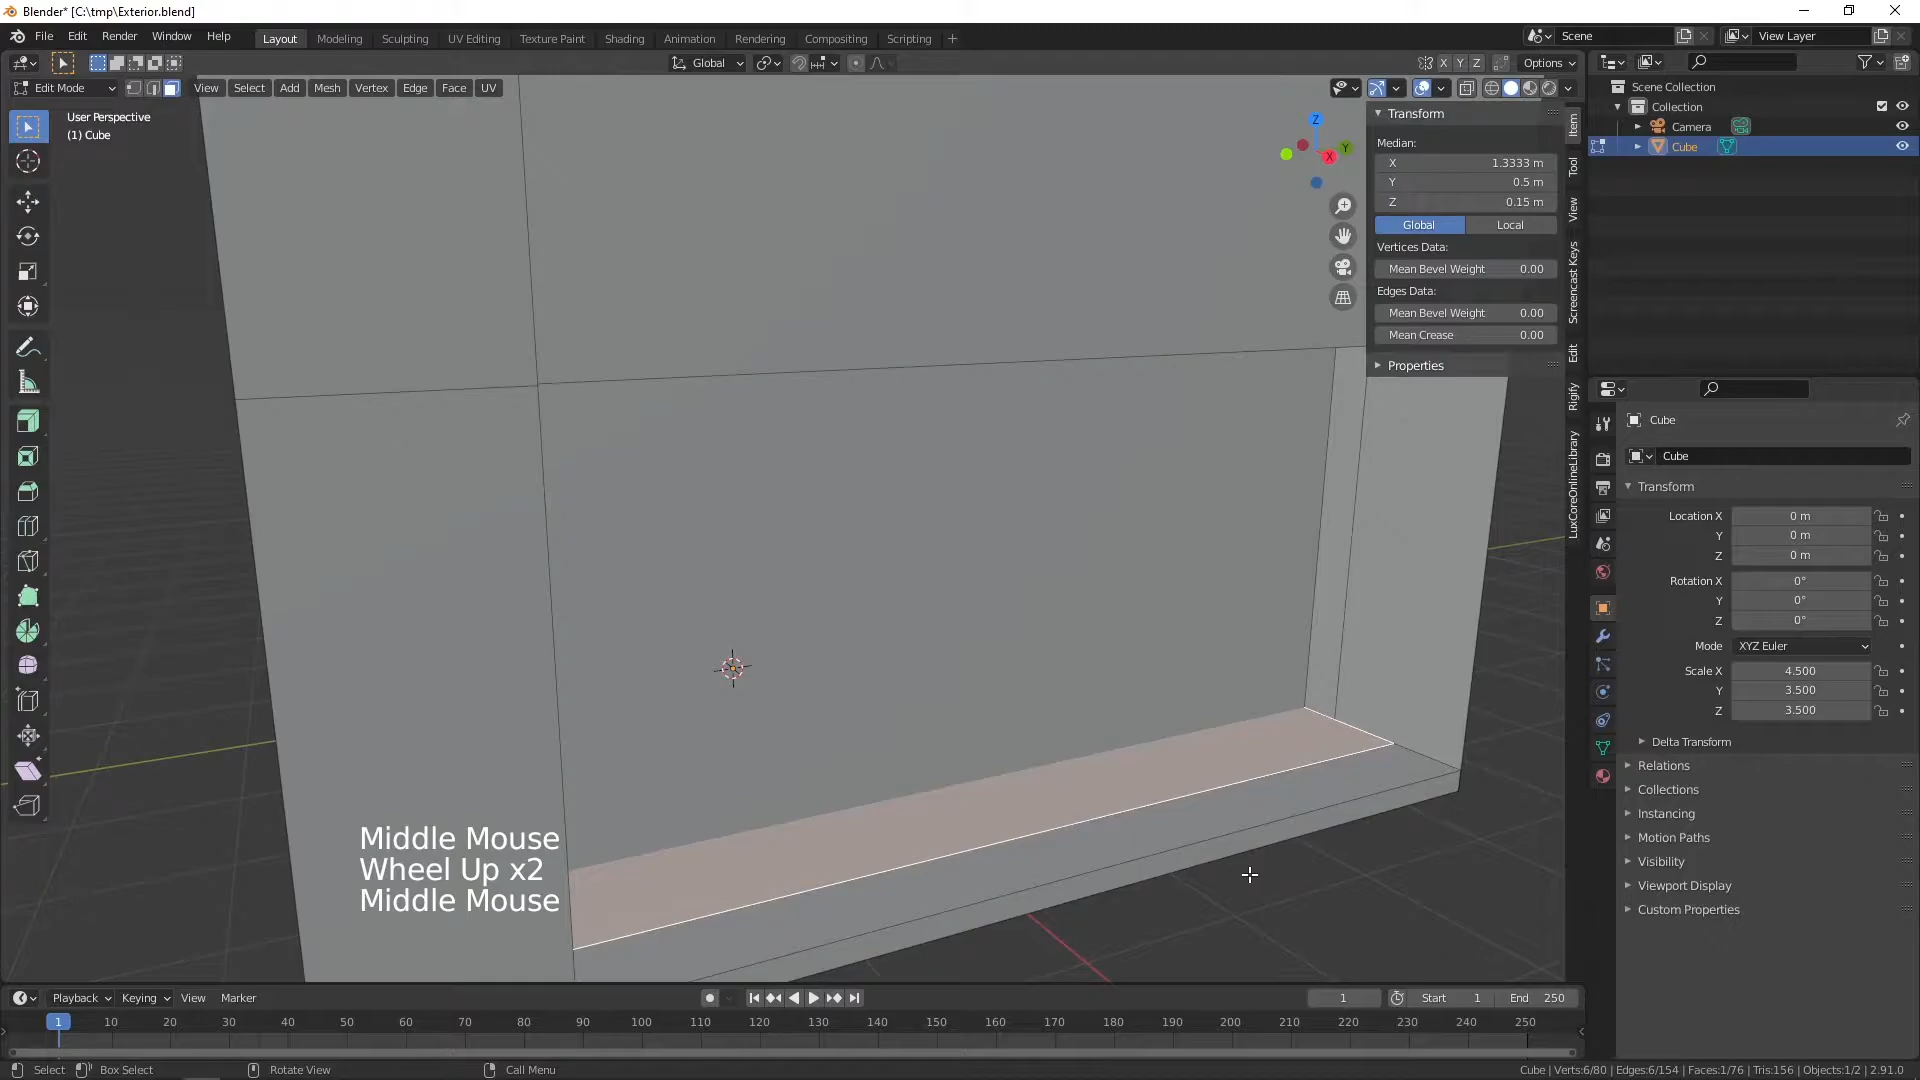 Blender* [C:\tmp\Exterior.blend]
File Edit Render Window Help
Layout Modeling Sculpting UV Editing Texture Paint Shading Animation Rendering Compositing Scripting
Scene
View Layer
Global
X Y Z
Options
Edit Mode
View Select Add Mesh Vertex Edge Face UV
User Perspective
(1) Cube
Z
Y
X
Transform
Median:
X 1.3333 m
Y 0.5 m
Z 0.15 m
Global Local
Vertices Data:
Mean Bevel Weight 0.00
Edges Data:
Mean Bevel Weight 0.00
Mean Crease 0.00
Properties
Item
Tool
View
Screencast Keys
Edit
Rigify
LuxCoreOnlineLibrary
Scene Collection
Collection
Camera
Cube
Cube
Cube
Transform
Location X 0 m
Y 0 m
Z 0 m
Rotation X 0°
Y 0°
Z 0°
Mode XYZ Euler
Scale X 4.500
Y 3.500
Z 3.500
Delta Transform
Relations
Collections
Instancing
Motion Paths
Visibility
Viewport Display
Custom Properties
Middle Mouse
Wheel Up x2
Middle Mouse
Playback Keying View Marker
1
Start 1
End 250
1 10 20 30 40 50 60 70 80 90 100 110 120 130 140 150 160 170 180 190 200 210 220 230 240 250
Select Box Select Rotate View Call Menu
Cube | Verts:6/80 | Edges:6/154 | Faces:1/76 | Tris:156 | Objects:1/2 | 2.91.0